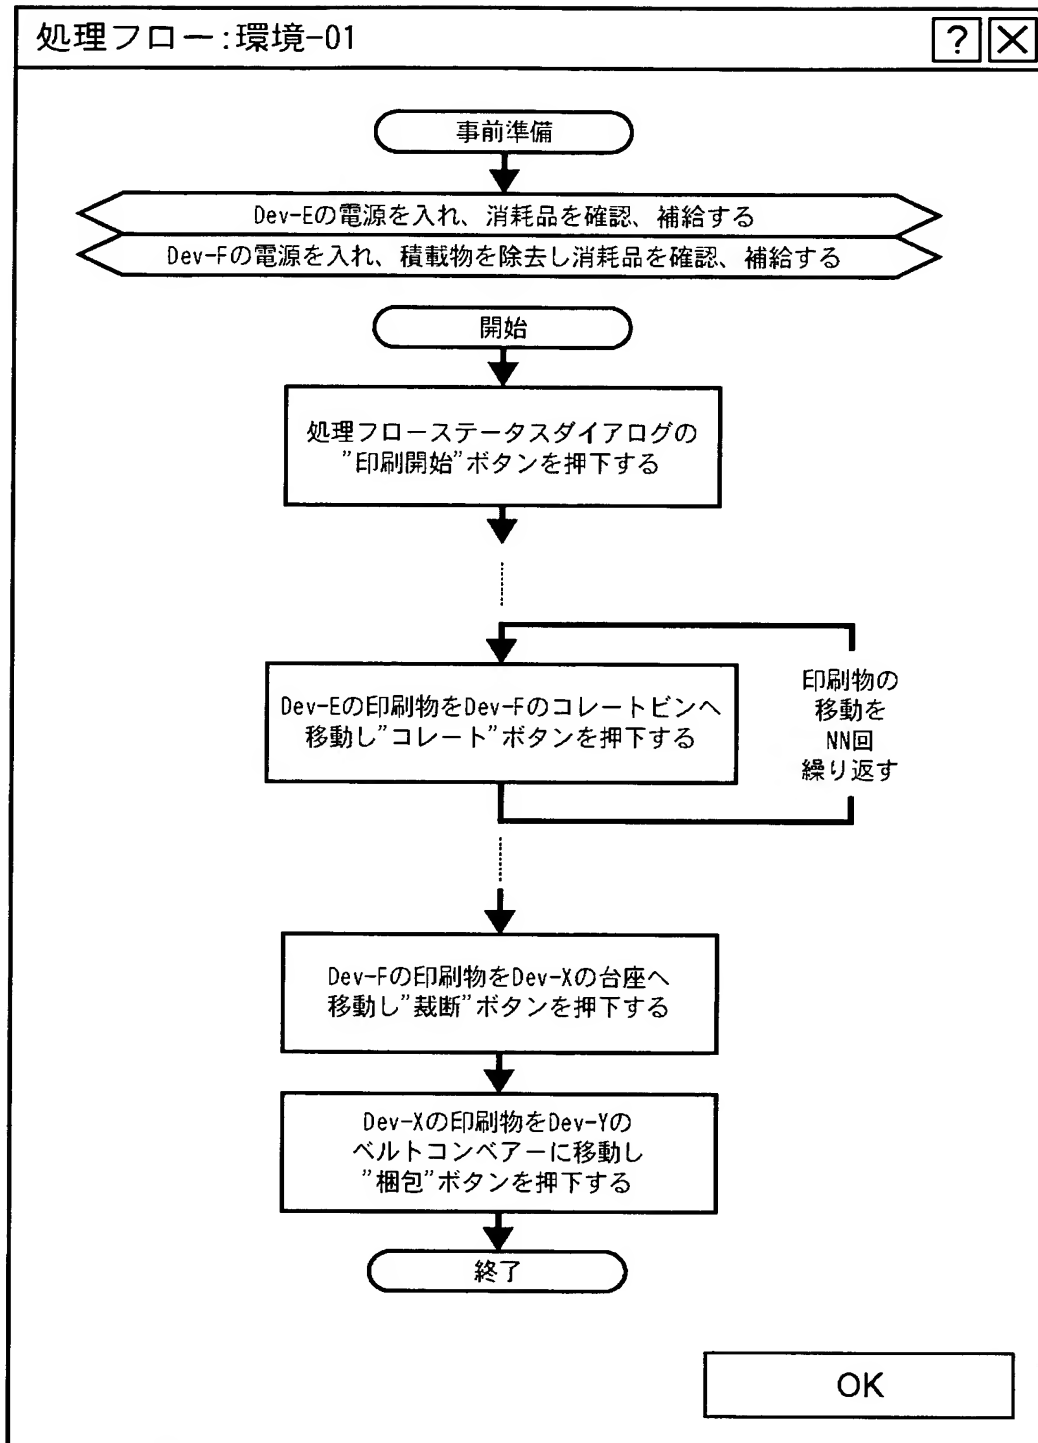 処理フロー:環境-01
?
事前準備
Dev-Eの電源を入れ、消耗品を確認、補給する
Dev-Fの電源を入れ、積載物を除去し消耗品を確認、補給する
開始
処理フローステータスダイアログの
”印刷開始”ボタンを押下する
Dev-Eの印刷物をDev-Fのコレートビンへ
移動し”コレート”ボタンを押下する
印刷物の
移動を
NN回
繰り返す
Dev-Fの印刷物をDev-Xの台座へ
移動し”裁断”ボタンを押下する
Dev-Xの印刷物をDev-Yの
ベルトコンベアーに移動し
”梱包”ボタンを押下する
終了
OK